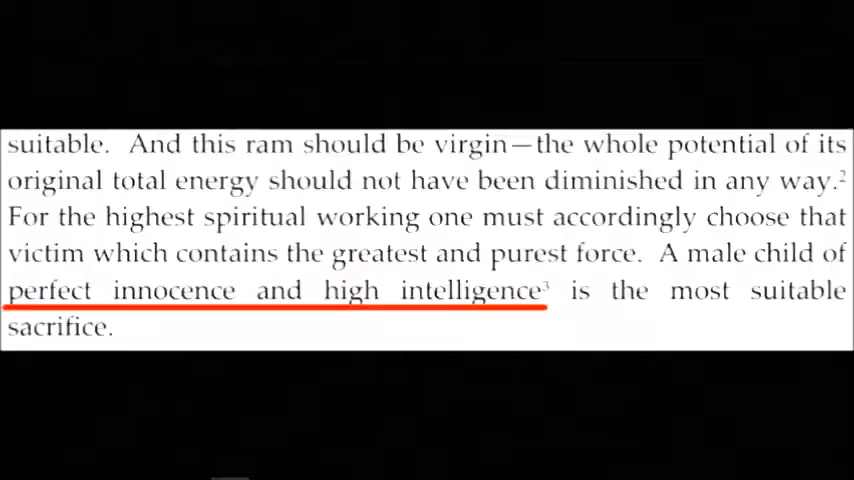 suitable. And this ram should be virgin—the whole potential of its
original total energy should not have been diminished in any way.²
For the highest spiritual working one must accordingly choose that
victim which contains the greatest and purest force. A male child of
perfect innocence and high intelligence³ is the most suitable
sacrifice.